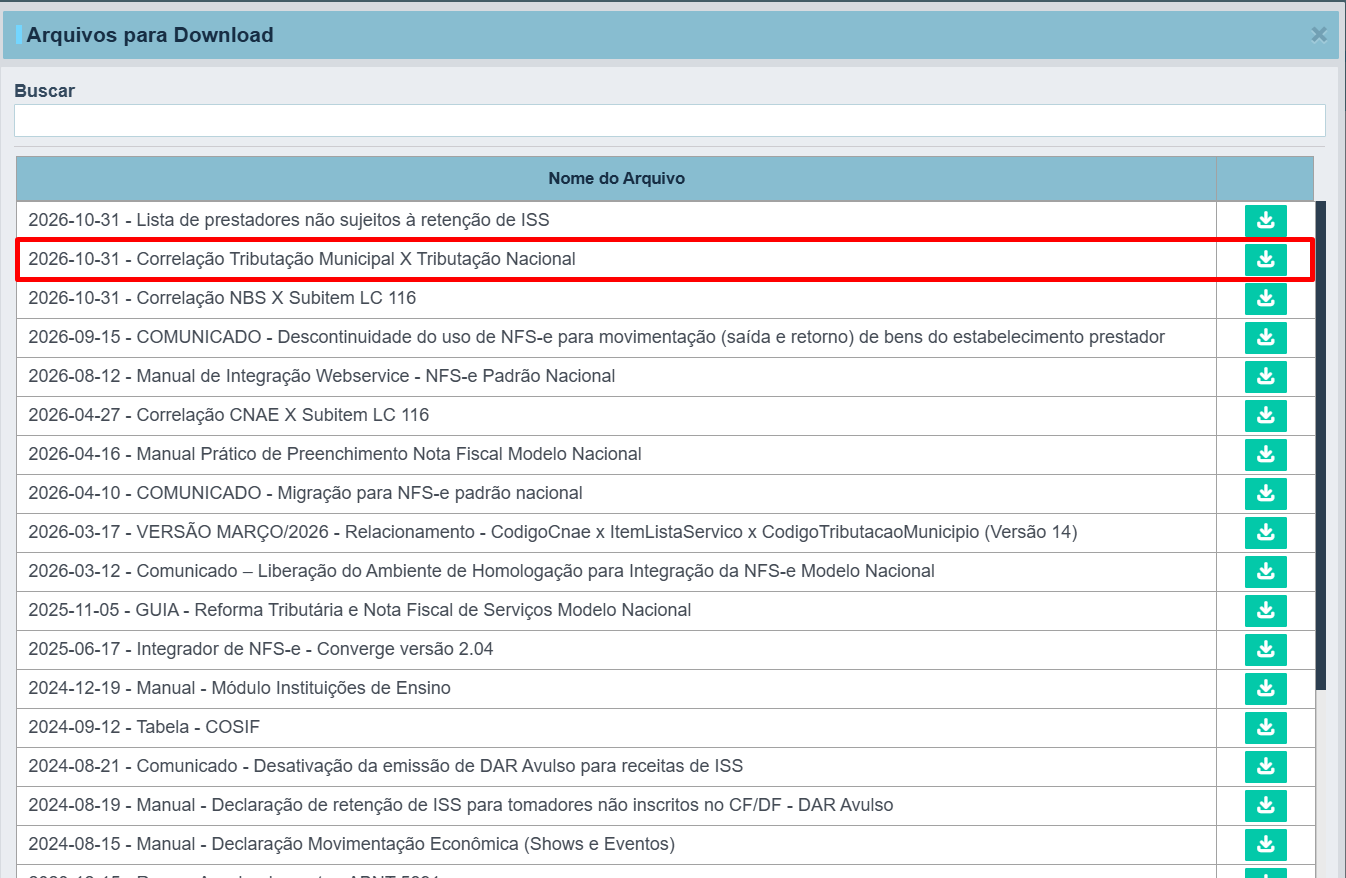 Arquivos para Download
Buscar
Nome do Arquivo
2026-10-31 - Lista de prestadores não sujeitos à retenção de ISS
2026-10-31 - Correlação Tributação Municipal X Tributação Nacional
2026-10-31 - Correlação NBS X Subitem LC 116
2026-09-15 - COMUNICADO - Descontinuidade do uso de NFS-e para movimentação (saída e retorno) de bens do estabelecimento prestador
2026-08-12 - Manual de Integração Webservice - NFS-e Padrão Nacional
2026-04-27 - Correlação CNAE X Subitem LC 116
2026-04-16 - Manual Prático de Preenchimento Nota Fiscal Modelo Nacional
2026-04-10 - COMUNICADO - Migração para NFS-e padrão nacional
2026-03-17 - VERSÃO MARÇO/2026 - Relacionamento - CodigoCnae x ItemListaServico x CodigoTributacaoMunicipio (Versão 14)
2026-03-12 - Comunicado – Liberação do Ambiente de Homologação para Integração da NFS-e Modelo Nacional
2025-11-05 - GUIA - Reforma Tributária e Nota Fiscal de Serviços Modelo Nacional
2025-06-17 - Integrador de NFS-e - Converge versão 2.04
2024-12-19 - Manual - Módulo Instituições de Ensino
2024-09-12 - Tabela - COSIF
2024-08-21 - Comunicado - Desativação da emissão de DAR Avulso para receitas de ISS
2024-08-19 - Manual - Declaração de retenção de ISS para tomadores não inscritos no CF/DF - DAR Avulso
2024-08-15 - Manual - Declaração Movimentação Econômica (Shows e Eventos)